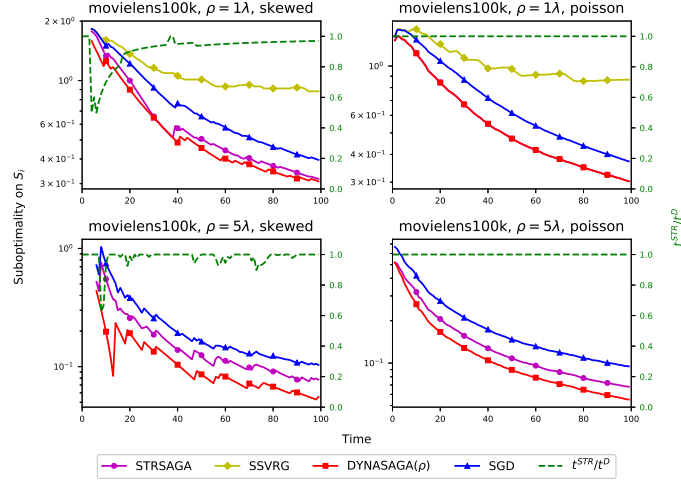 movielens100k, ρ = 1λ, skewed
movielens100k, ρ = 1λ, poisson
2 × 10⁰
10⁰
6 × 10⁻¹
4 × 10⁻¹
3 × 10⁻¹
1.0
0.8
0.6
0.4
0.2
0.0
0 20 40 60 80 100
10⁰
6 × 10⁻¹
4 × 10⁻¹
3 × 10⁻¹
1.0
0.8
0.6
0.4
0.2
0.0
0 20 40 60 80 100
Suboptimality on Sᵢ
t^STR/t^D
movielens100k, ρ = 5λ, skewed
movielens100k, ρ = 5λ, poisson
10⁰
10⁻¹
1.0
0.8
0.6
0.4
0.2
0.0
0 20 40 60 80 100
10⁻¹
1.0
0.8
0.6
0.4
0.2
0.0
0 20 40 60 80 100
Time
STRSAGA SSVRG DYNASAGA(ρ) SGD t^STR/t^D